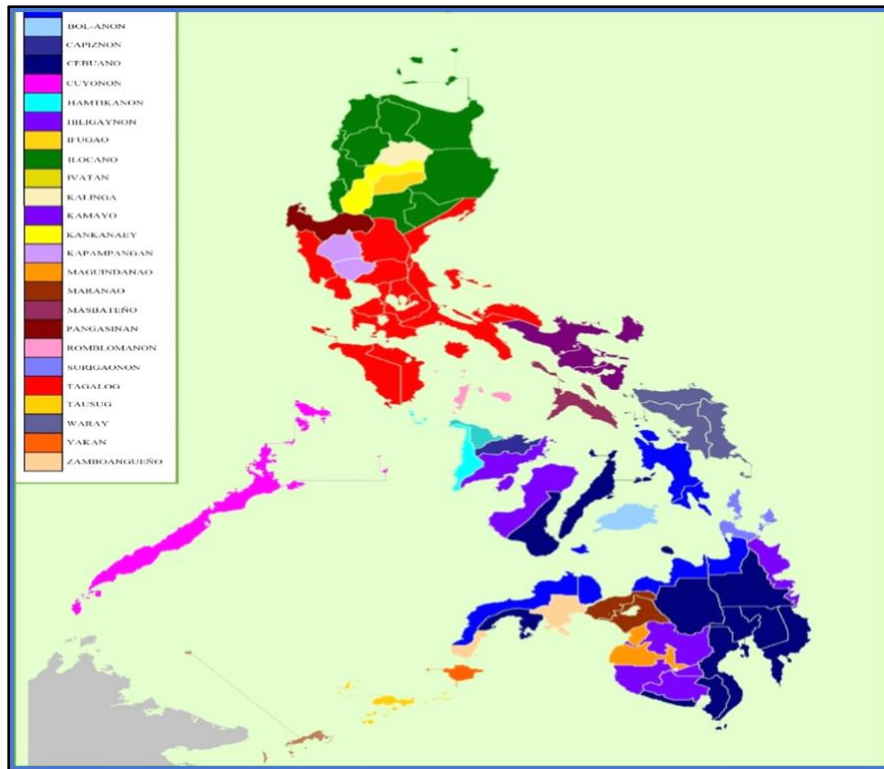 BOL-ANON
CAPIZNON
CEBUANO
CUYONON
HAMTIKANON
HILIGAYNON
IFUGAO
ILOCANO
IVATAN
KALINGA
KAMAYO
KANKANAEY
KAPAMPANGAN
MAGUINDANAO
MARANAO
MASBATEÑO
PANGASINAN
ROMBLOMANON
SURIGAONON
TAGALOG
TAUSUG
WARAY
YAKAN
ZAMBOANGUEÑO